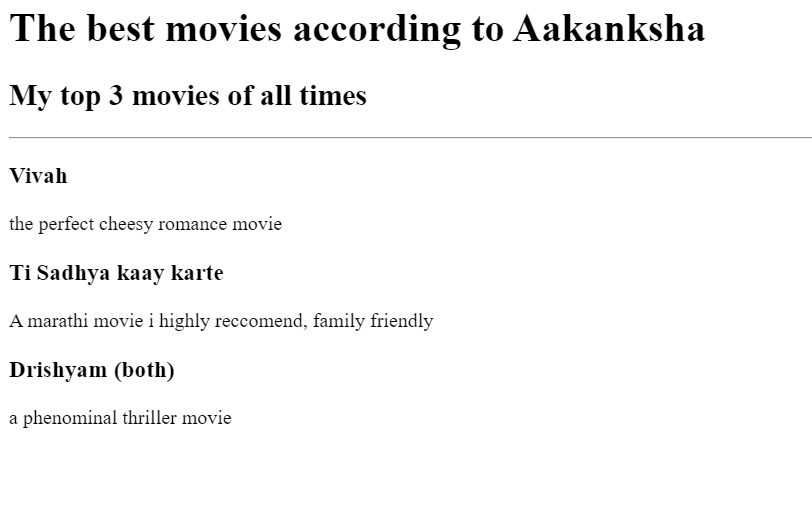 The best movies according to Aakanksha
My top 3 movies of all times
Vivah
the perfect cheesy romance movie
Ti Sadhya kaay karte
A marathi movie i highly reccomend, family friendly
Drishyam (both)
a phenominal thriller movie